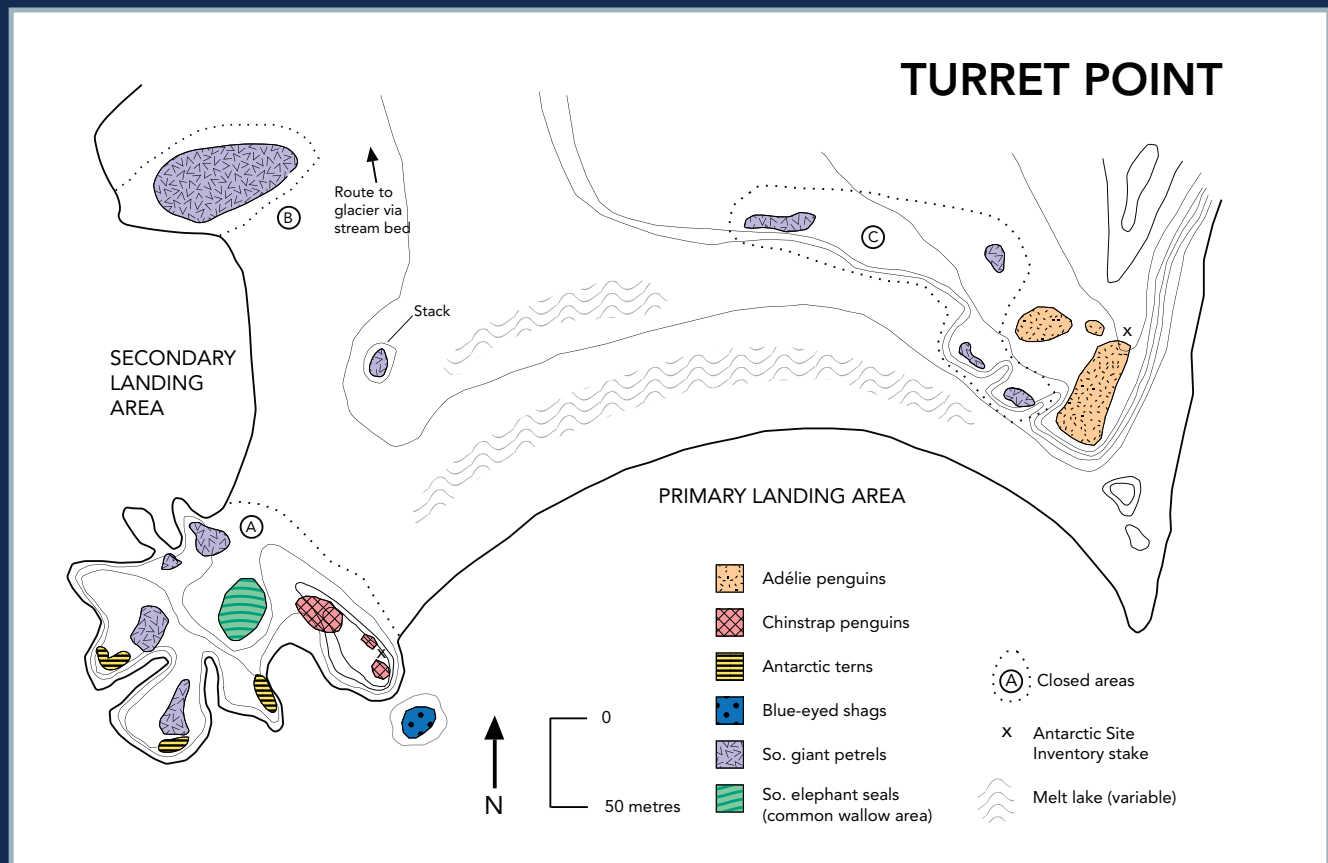 TURRET POINT
B
Route to
glacier via
stream bed
C
Stack
x
SECONDARY
LANDING
AREA
A
PRIMARY LANDING AREA
x
Adélie penguins
Chinstrap penguins
Antarctic terns
Blue-eyed shags
So. giant petrels
So. elephant seals
(common wallow area)
A Closed areas
x Antarctic Site
Inventory stake
Melt lake (variable)
N
0
50 metres